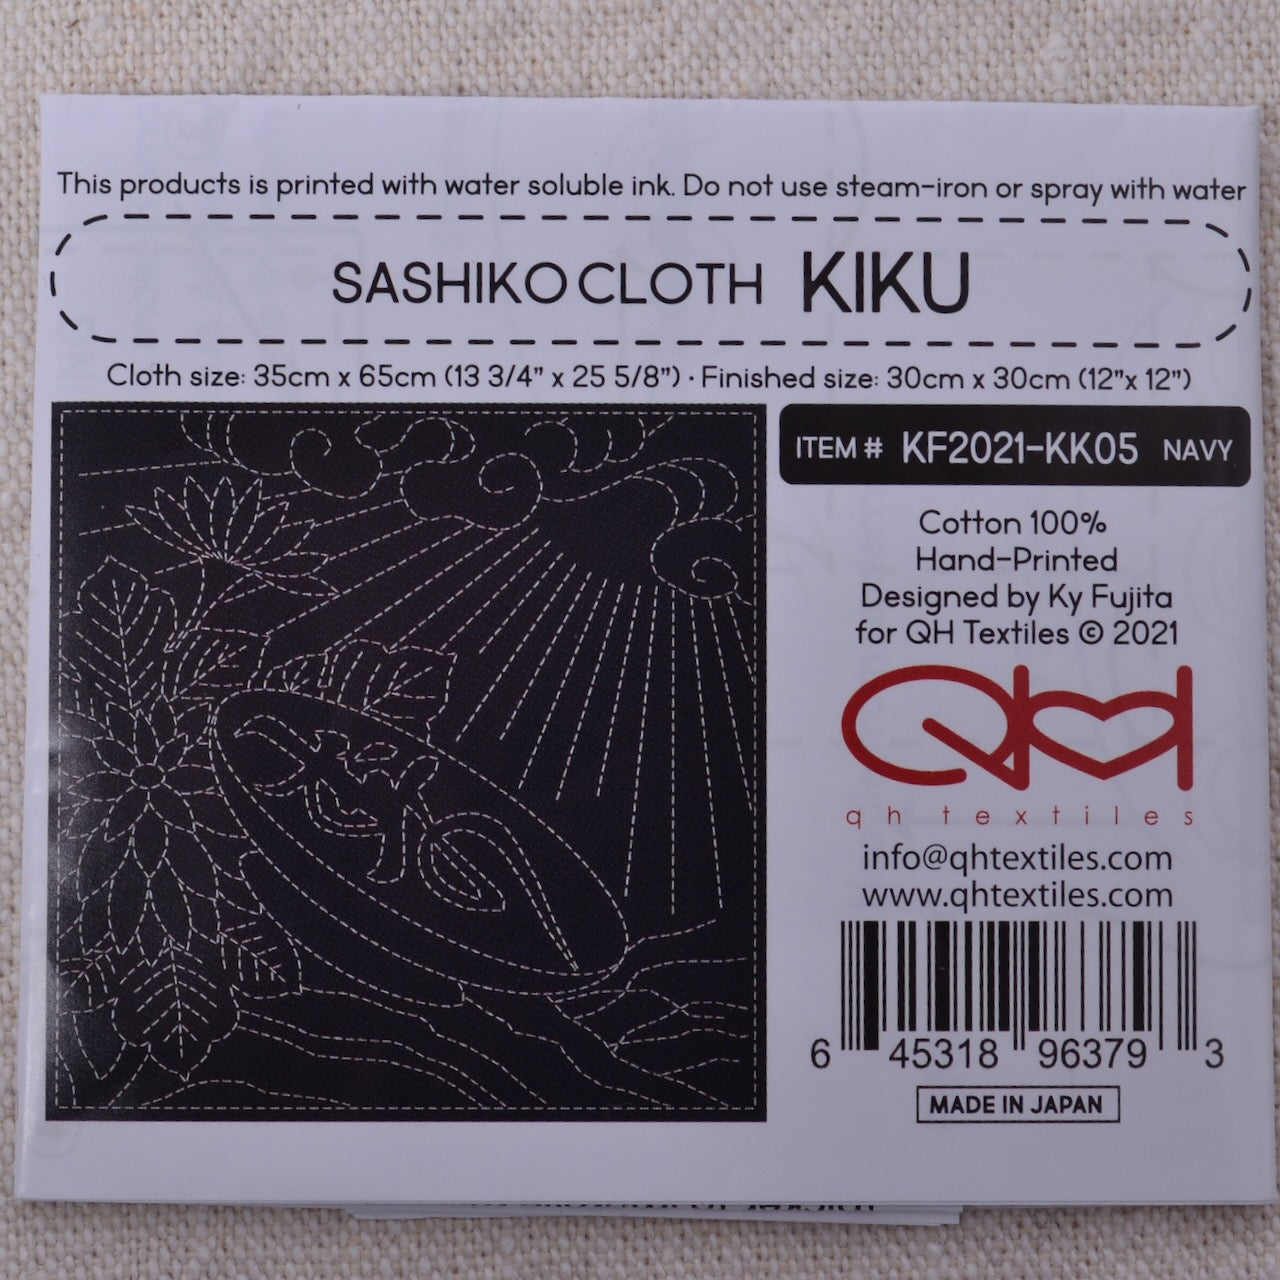 This products is printed with water soluble ink. Do not use steam-iron or spray with water
SASHIKO CLOTH KIKU
Cloth size: 35cm x 65cm (13 3/4" x 25 5/8") · Finished size: 30cm x 30cm (12"x 12")
ITEM # KF2021-KK05 NAVY
Cotton 100%
Hand-Printed
Designed by Ky Fujita
for QH Textiles © 2021
QH
qh textiles
info@qhtextiles.com
www.qhtextiles.com
6 45318 96379 3
MADE IN JAPAN